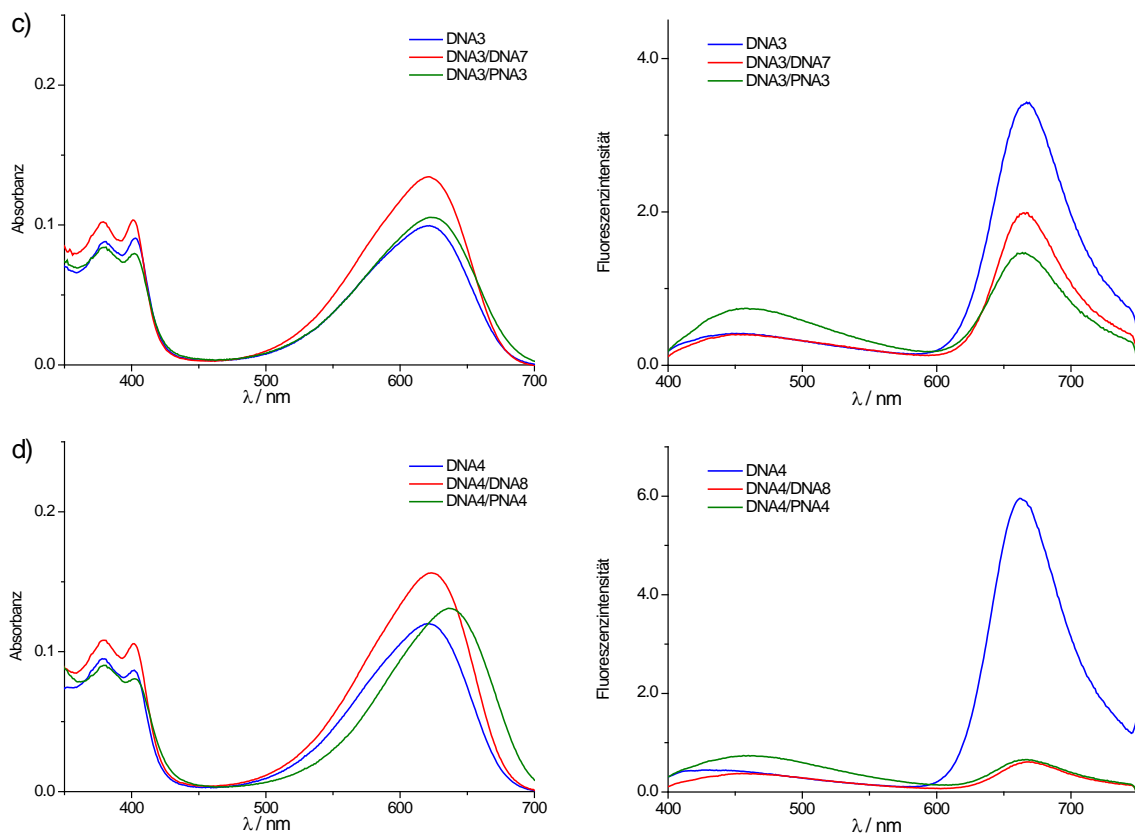 c)
DNA3
DNA3/DNA7
DNA3/PNA3
Absorbanz
0.2
0.1
0.0
400
500
600
700
λ / nm
DNA3
DNA3/DNA7
DNA3/PNA3
Fluoreszenzintensität
4.0
2.0
0.0
400
500
600
700
λ / nm
d)
DNA4
DNA4/DNA8
DNA4/PNA4
Absorbanz
0.2
0.1
0.0
400
500
600
700
λ / nm
DNA4
DNA4/DNA8
DNA4/PNA4
Fluoreszenzintensität
6.0
4.0
2.0
0.0
400
500
600
700
λ / nm